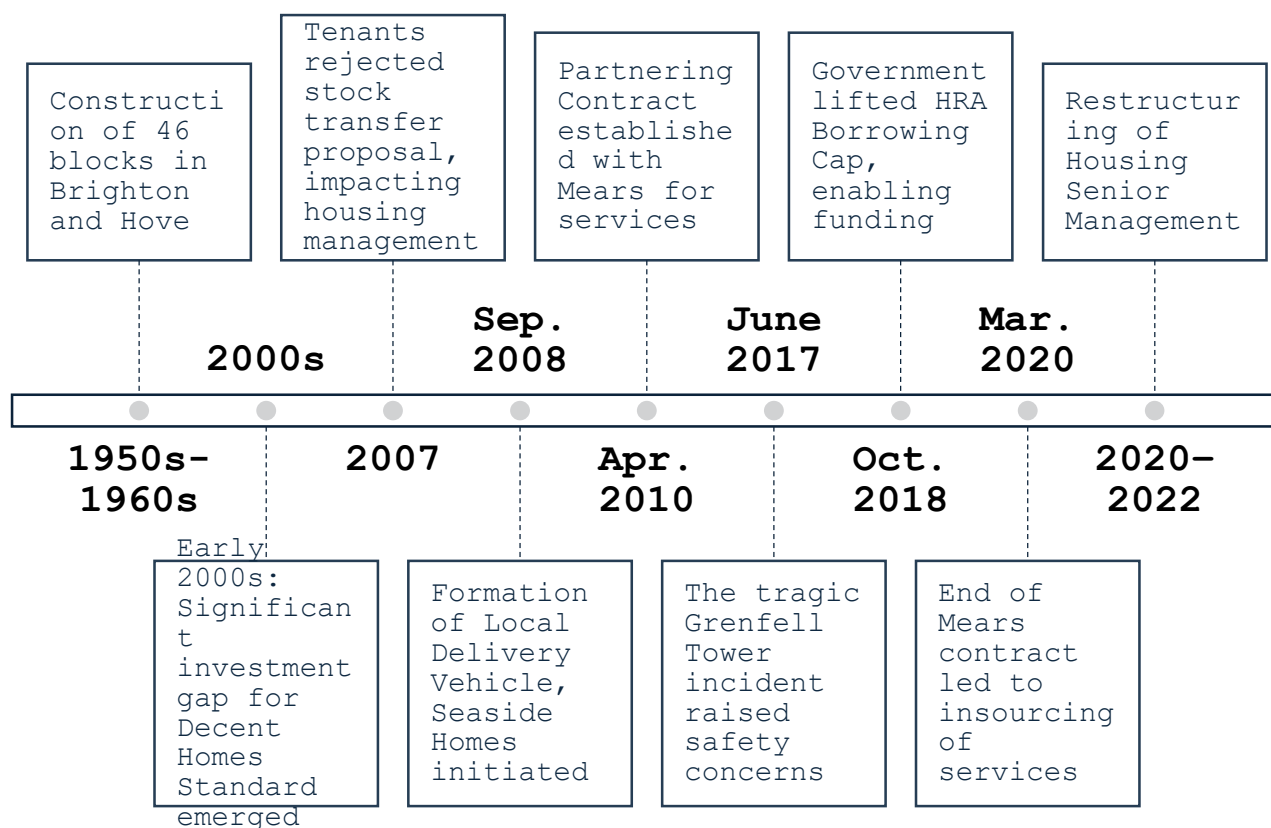 Constructi
on of 46
blocks in
Brighton
and Hove
Tenants
rejected
stock
transfer
proposal,
impacting
housing
management
Partnering
Contract
establishe
d with
Mears for
services
Government
lifted HRA
Borrowing
Cap,
enabling
funding
Restructur
ing of
Housing
Senior
Management
2000s
Sep.
2008
June
2017
Mar.
2020
1950s–
1960s
2007
Apr.
2010
Oct.
2018
2020–
2022
Early
2000s:
Significan
t
investment
gap for
Decent
Homes
Standard
emerged
Formation
of Local
Delivery
Vehicle,
Seaside
Homes
initiated
The tragic
Grenfell
Tower
incident
raised
safety
concerns
End of
Mears
contract
led to
insourcing
of
services